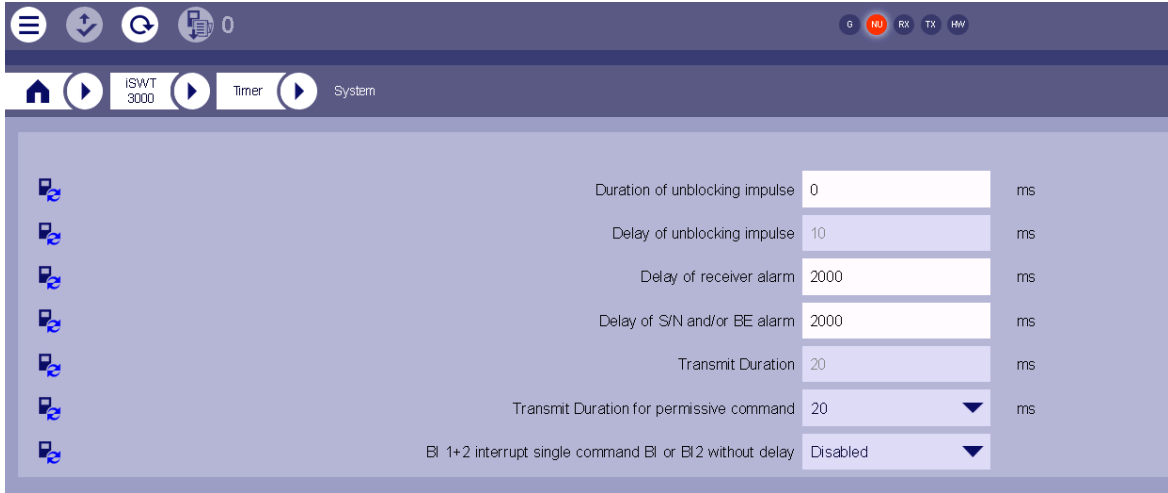 0
G NU RX TX HW
iSWT
3000
Timer
System
Duration of unblocking impulse 0 ms
Delay of unblocking impulse 10 ms
Delay of receiver alarm 2000 ms
Delay of S/N and/or BE alarm 2000 ms
Transmit Duration 20 ms
Transmit Duration for permissive command 20 ms
BI 1+2 interrupt single command BI or BI2 without delay Disabled